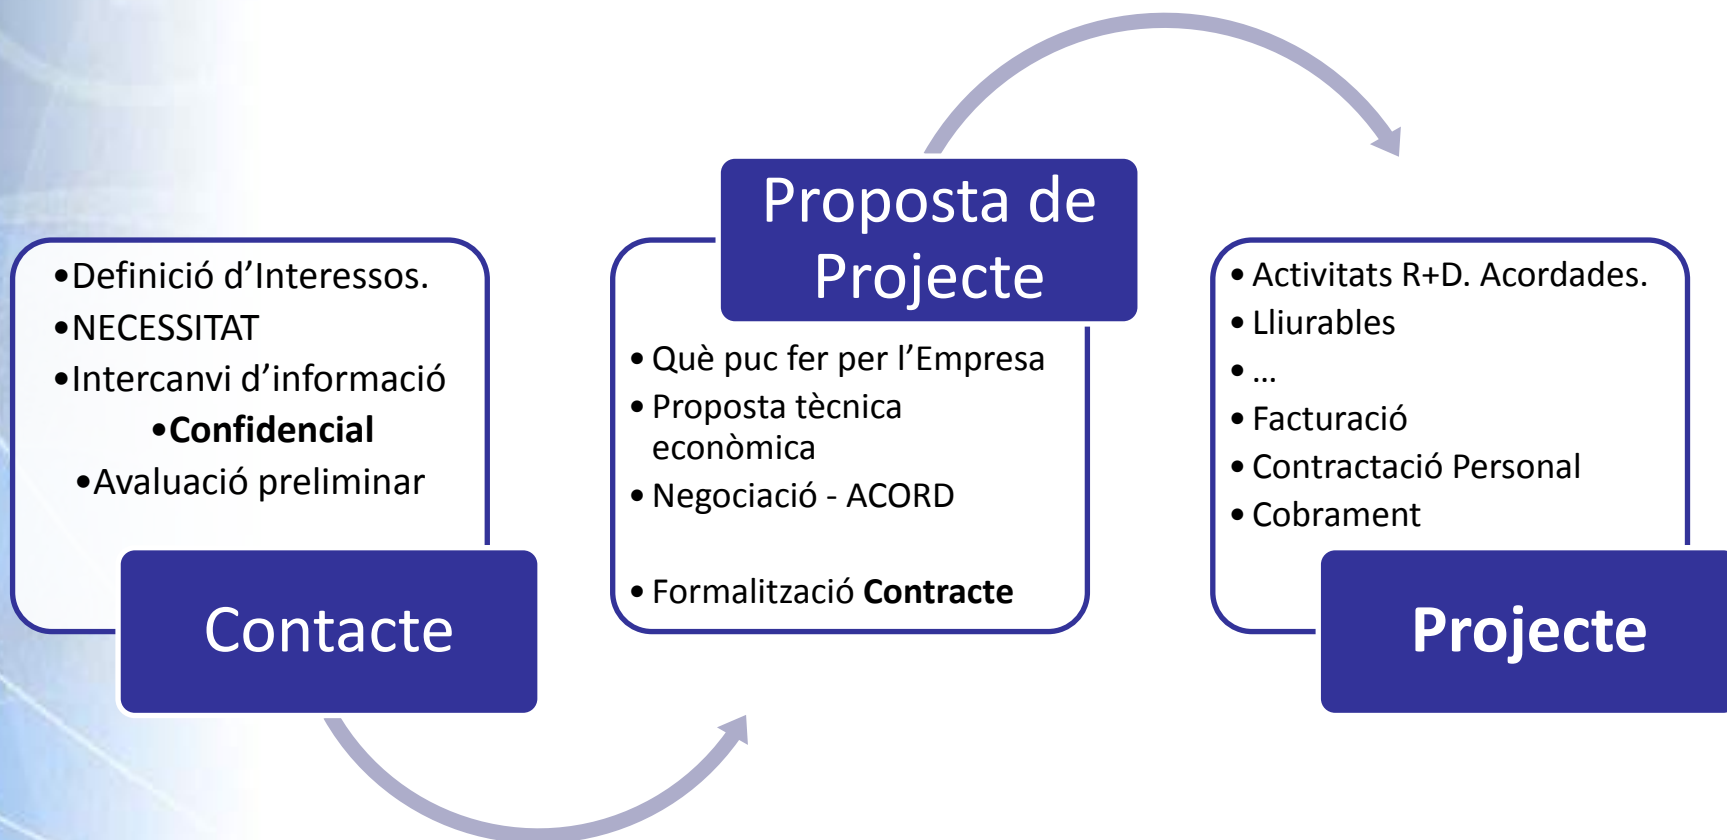 •Definició d’Interessos.
•NECESSITAT
•Intercanvi d’informació
•Confidencial
•Avaluació preliminar
Contacte
Proposta de
Projecte
• Què puc fer per l’Empresa
• Proposta tècnica
econòmica
• Negociació - ACORD
• Formalització Contracte
• Activitats R+D. Acordades.
• Lliurables
• ...
• Facturació
• Contractació Personal
• Cobrament
Projecte